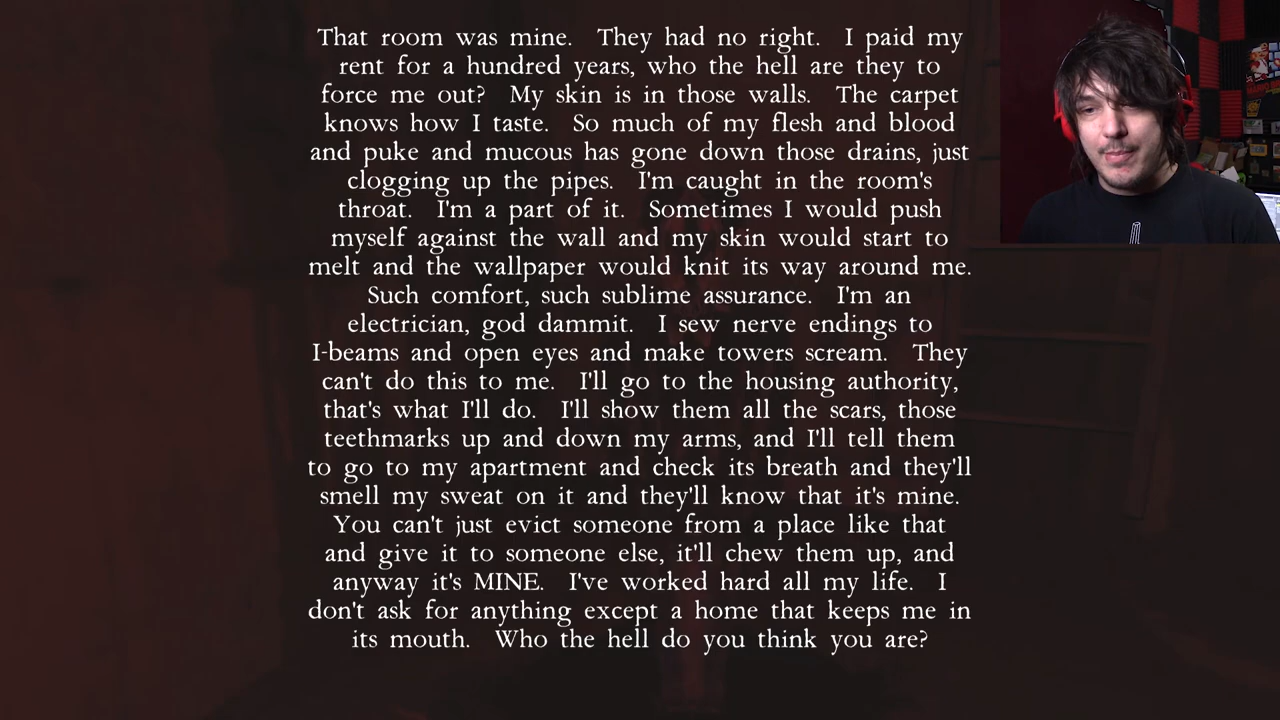 That room was mine. They had no right. I paid my
rent for a hundred years, who the hell are they to
force me out? My skin is in those walls. The carpet
knows how I taste. So much of my flesh and blood
and puke and mucous has gone down those drains, just
clogging up the pipes. I'm caught in the room's
throat. I'm a part of it. Sometimes I would push
myself against the wall and my skin would start to
melt and the wallpaper would knit its way around me.
Such comfort, such sublime assurance. I'm an
electrician, god dammit. I sew nerve endings to
I-beams and open eyes and make towers scream. They
can't do this to me. I'll go to the housing authority,
that's what I'll do. I'll show them all the scars, those
teethmarks up and down my arms, and I'll tell them
to go to my apartment and check its breath and they'll
smell my sweat on it and they'll know that it's mine.
You can't just evict someone from a place like that
and give it to someone else, it'll chew them up, and
anyway it's MINE. I've worked hard all my life. I
don't ask for anything except a home that keeps me in
its mouth. Who the hell do you think you are?